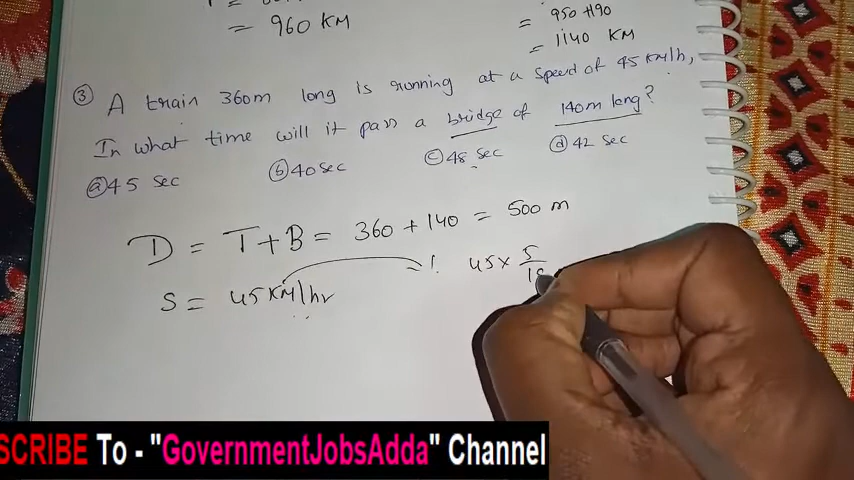 = 960 KM
= 950 + 190
= 1140 KM
③ A train 360m long is running at a speed of 45 KM/h,
In what time will it pass a bridge of 140m long?
ⓐ 45 sec ⓑ 40 sec ⓒ 48 sec ⓓ 42 sec
D = T + B = 360 + 140 = 500 m
S = 45 KM/hr 45 × 5/18
SCRIBE To - "GovernmentJobsAdda" Channel